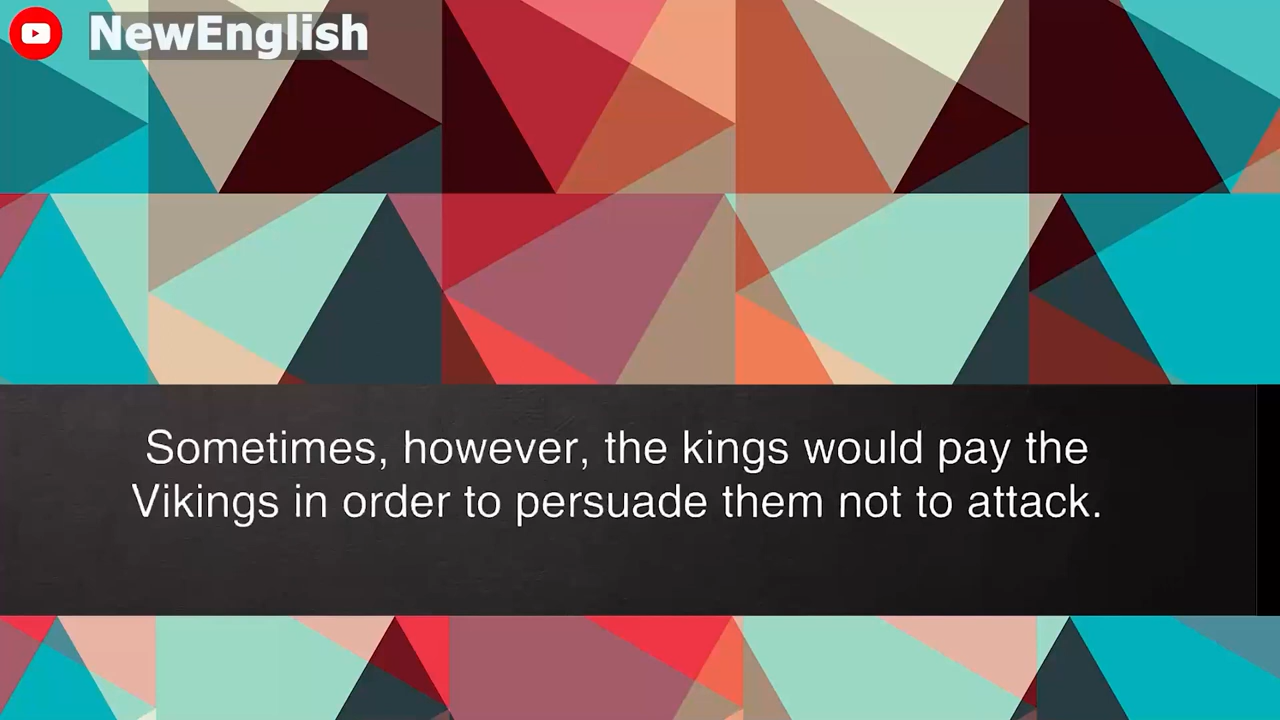 NewEnglish
Sometimes, however, the kings would pay the
Vikings in order to persuade them not to attack.